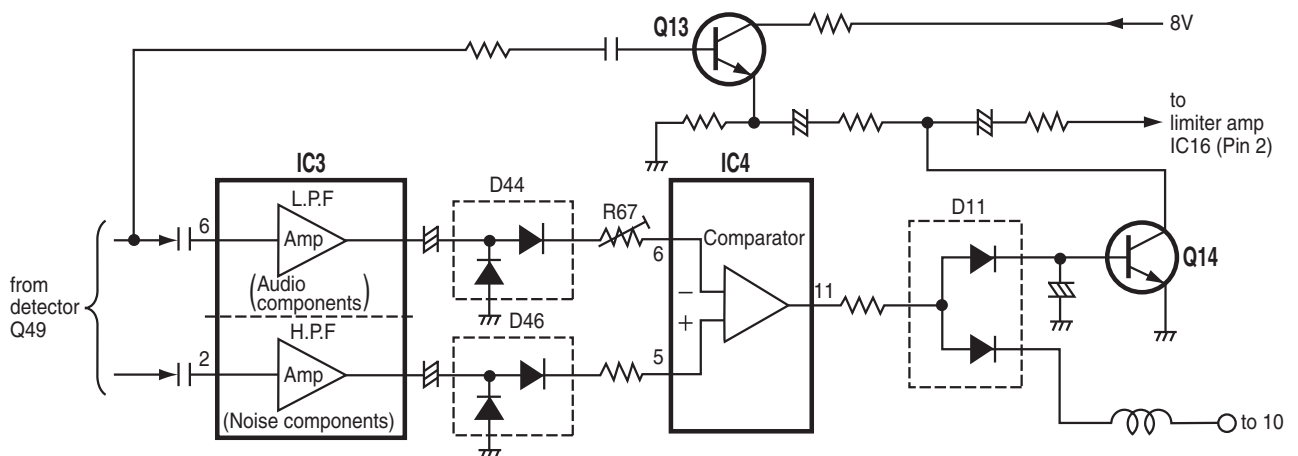 Q13
8V
to
limiter amp
IC16 (Pin 2)
IC3
IC4
D44
L.P.F
R67
D11
6
Amp
6
Comparator
Q14
from
detector
Q49
(Audio
components)
−
11
+
D46
H.P.F
2
5
Amp
(Noise components)
to 10